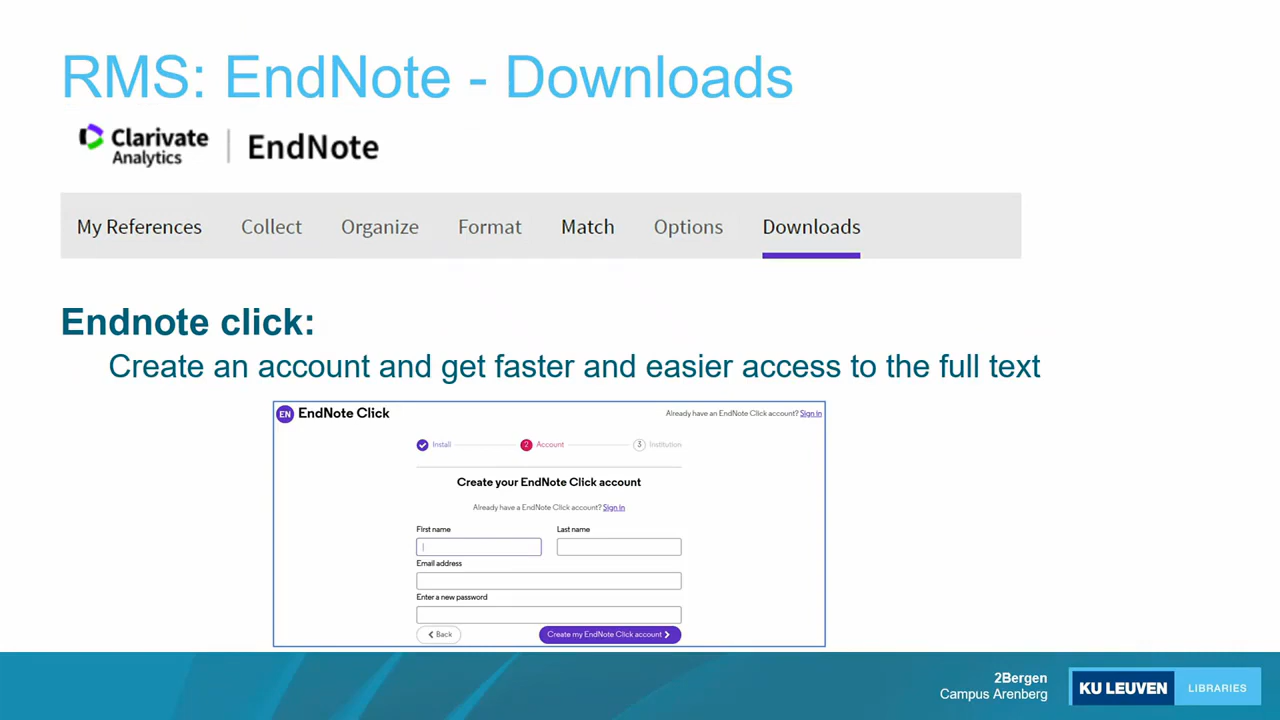 RMS: EndNote - Downloads
Clarivate
Analytics
EndNote
My References Collect Organize Format Match Options Downloads
Endnote click:
Create an account and get faster and easier access to the full text
EN EndNote Click
Already have an EndNote Click account? Sign in
Install 2 Account 3 Institution
Create your EndNote Click account
Already have a EndNote Click account? Sign in
First name Last name
Email address
Enter a new password
Back Create my EndNote Click account
2Bergen
Campus Arenberg
KU LEUVEN LIBRARIES